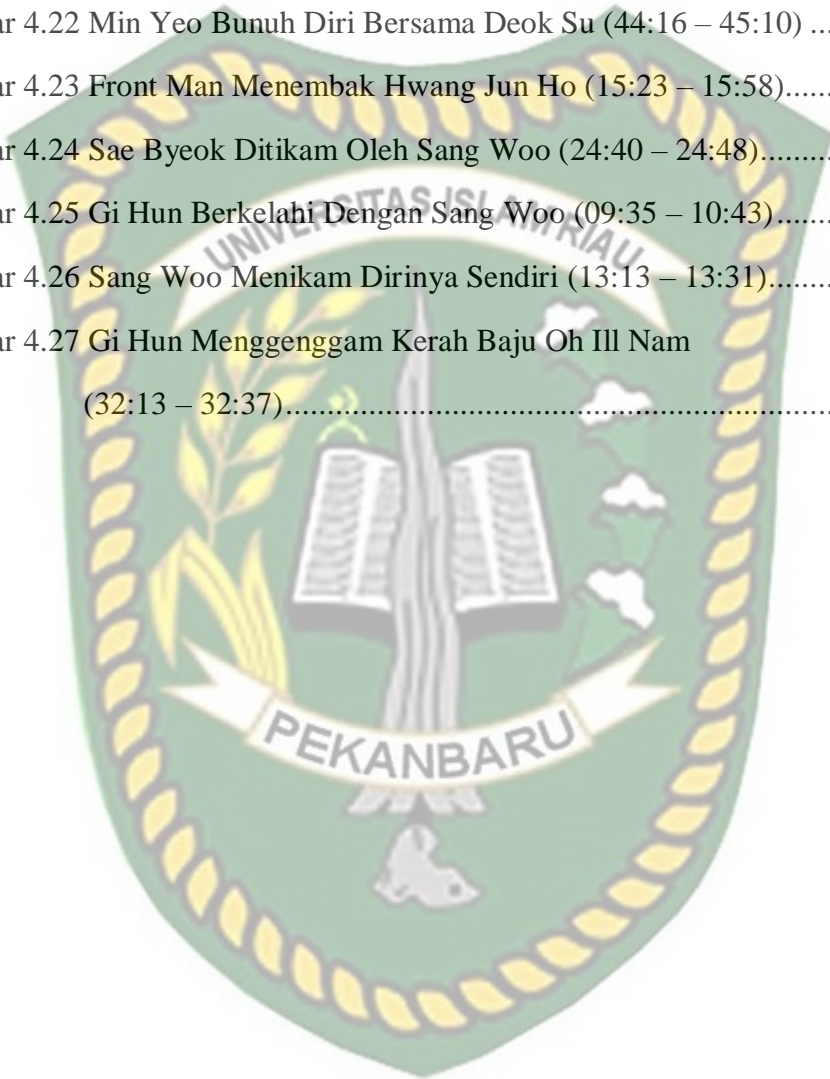 ar 4.22 Min Yeo Bunuh Diri Bersama Deok Su (44:16 – 45:10) ...
ar 4.23 Front Man Menembak Hwang Jun Ho (15:23 – 15:58)......
ar 4.24 Sae Byeok Ditikam Oleh Sang Woo (24:40 – 24:48).........
ar 4.25 Gi Hun Berkelahi Dengan Sang Woo (09:35 – 10:43)......
ar 4.26 Sang Woo Menikam Dirinya Sendiri (13:13 – 13:31).......
ar 4.27 Gi Hun Menggenggam Kerah Baju Oh Ill Nam
(32:13 – 32:37)......................................................................
UNIVERSITAS ISLAM RIAU
PEKANBARU